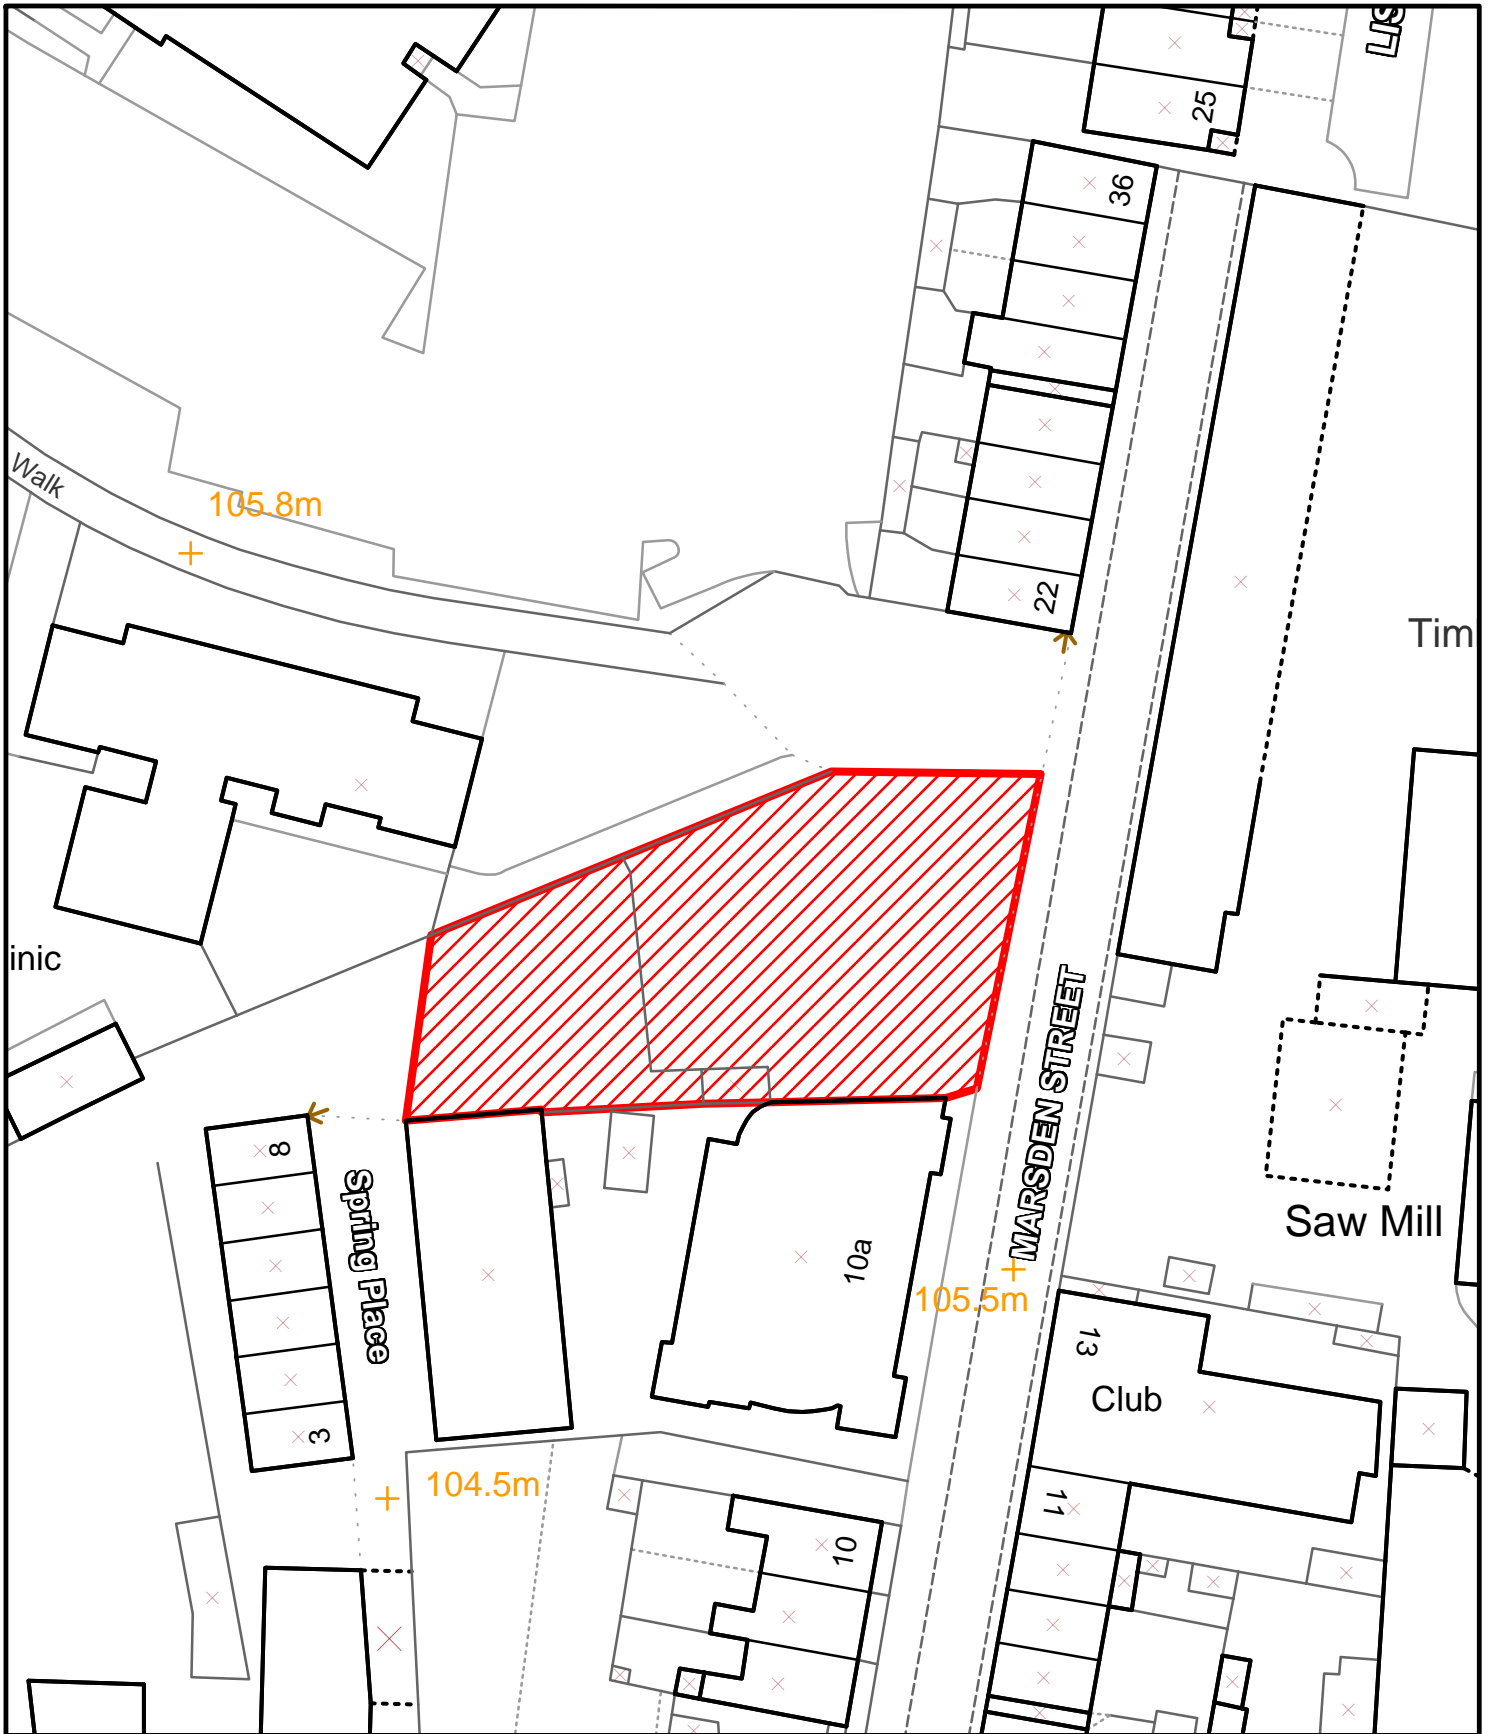 LIS
25
36
Walk
105.8m
22
Tim
inic
MARSDEN STREET
8
Spring Place
10a
Saw Mill
105.5m
13
Club
3
104.5m
11
10